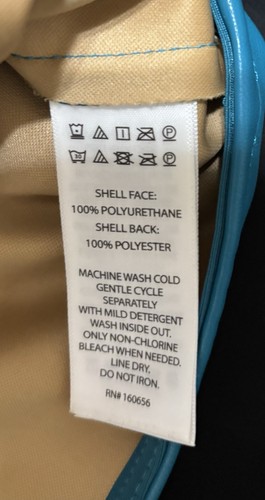 SHELL FACE:
100% POLYURETHANE
SHELL BACK:
100% POLYESTER
MACHINE WASH COLD
GENTLE CYCLE
SEPARATELY
WITH MILD DETERGENT
WASH INSIDE OUT.
ONLY NON-CHLORINE
BLEACH WHEN NEEDED.
LINE DRY,
DO NOT IRON.
RN# 160656